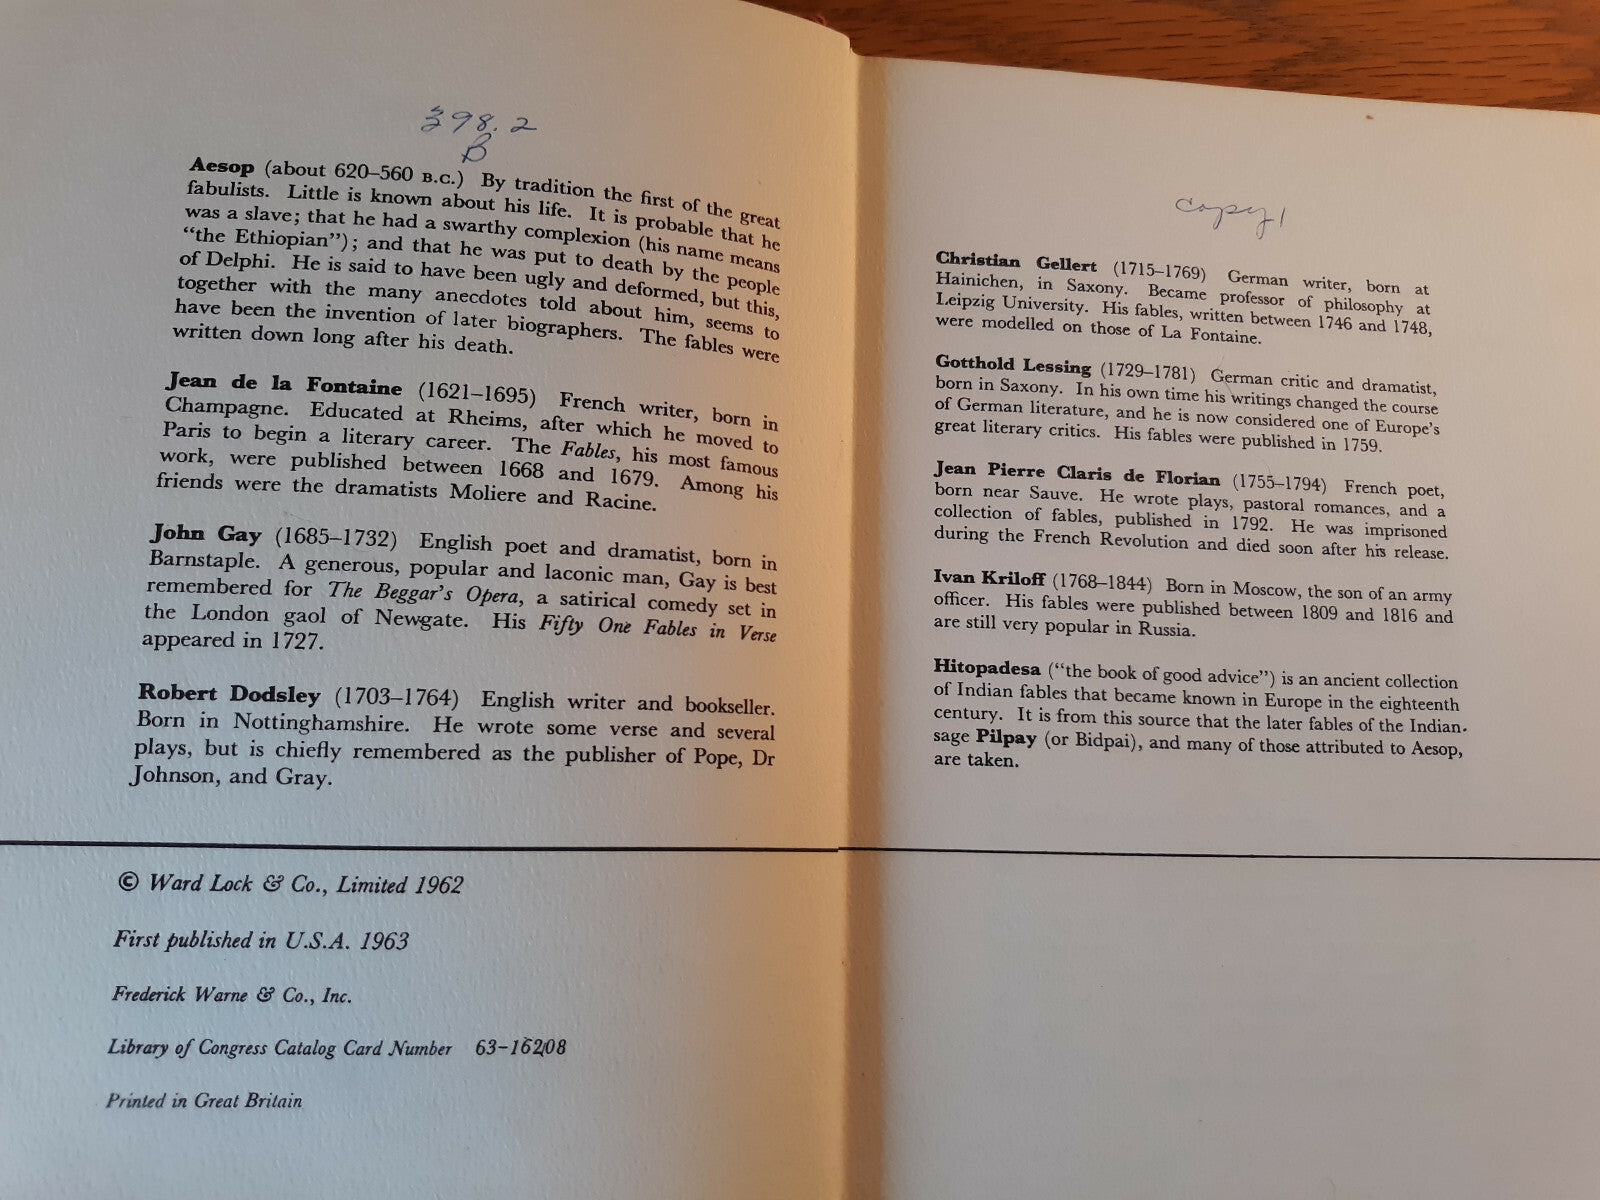 398.2
B
Aesop (about 620–560 B.C.) By tradition the first of the great
fabulists. Little is known about his life. It is probable that he
was a slave; that he had a swarthy complexion (his name means
“the Ethiopian”); and that he was put to death by the people
of Delphi. He is said to have been ugly and deformed, but this,
together with the many anecdotes told about him, seems to
have been the invention of later biographers. The fables were
written down long after his death.
Jean de la Fontaine (1621–1695) French writer, born in
Champagne. Educated at Rheims, after which he moved to
Paris to begin a literary career. The Fables, his most famous
work, were published between 1668 and 1679. Among his
friends were the dramatists Moliere and Racine.
John Gay (1685–1732) English poet and dramatist, born in
Barnstaple. A generous, popular and laconic man, Gay is best
remembered for The Beggar's Opera, a satirical comedy set in
the London gaol of Newgate. His Fifty One Fables in Verse
appeared in 1727.
Robert Dodsley (1703–1764) English writer and bookseller.
Born in Nottinghamshire. He wrote some verse and several
plays, but is chiefly remembered as the publisher of Pope, Dr
Johnson, and Gray.
© Ward Lock & Co., Limited 1962
First published in U.S.A. 1963
Frederick Warne & Co., Inc.
Library of Congress Catalog Card Number 63-16208
Printed in Great Britain
copy 1
Christian Gellert (1715–1769) German writer, born at
Hainichen, in Saxony. Became professor of philosophy at
Leipzig University. His fables, written between 1746 and 1748,
were modelled on those of La Fontaine.
Gotthold Lessing (1729–1781) German critic and dramatist,
born in Saxony. In his own time his writings changed the course
of German literature, and he is now considered one of Europe's
great literary critics. His fables were published in 1759.
Jean Pierre Claris de Florian (1755–1794) French poet,
born near Sauve. He wrote plays, pastoral romances, and a
collection of fables, published in 1792. He was imprisoned
during the French Revolution and died soon after his release.
Ivan Kriloff (1768–1844) Born in Moscow, the son of an army
officer. His fables were published between 1809 and 1816 and
are still very popular in Russia.
Hitopadesa (“the book of good advice”) is an ancient collection
of Indian fables that became known in Europe in the eighteenth
century. It is from this source that the later fables of the Indian
sage Pilpay (or Bidpai), and many of those attributed to Aesop,
are taken.